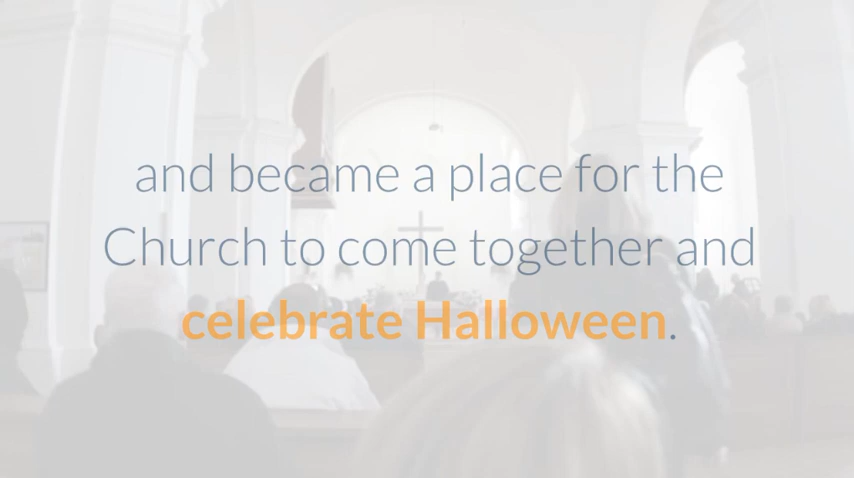 and became a place for the
Church to come together and
celebrate Halloween.